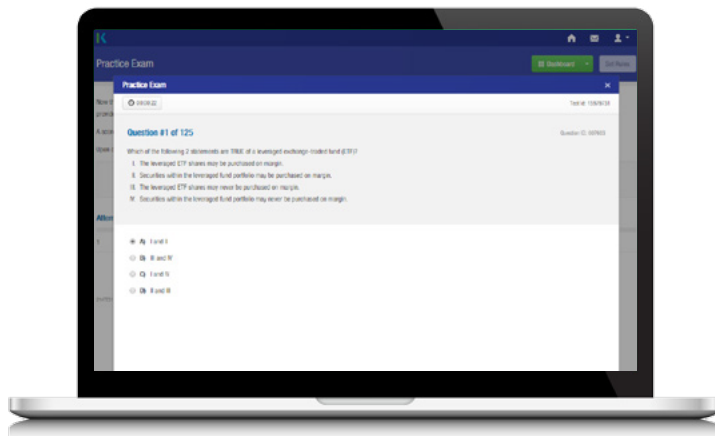 K
Practice Exam
Dashboard
Practice Exam
×
Question #1 of 125
Which of the following 2 statements are TRUE of a leveraged exchange-traded fund (ETF)?
I. The leveraged ETF shares may be purchased on margin.
II. Securities within the leveraged fund portfolio may be purchased on margin.
III. The leveraged ETF shares may never be purchased on margin.
IV. Securities within the leveraged fund portfolio may never be purchased on margin.
A) I and II
B) III and IV
C) I and IV
D) II and III